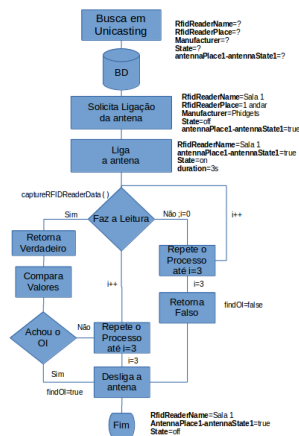 Busca em
Unicasting
RfidReaderName=?
RfidReaderPlace=?
Manufacturer=?
State=?
antennaPlace1-antennaState1=?
BD
Solicita Ligação
da antena
RfidReaderName=Sala 1
RfidReaderPlace=1 andar
Manufacturer=Phidgets
State=off
antennaPlace1-antennaState1=true
Liga
a antena
RfidReaderName=Sala 1
antennaPlace1-antennaState1=true
State=on
duration=3s
captureRFIDReaderData ( )
Faz a Leitura
Sim
Não ;i=0
i++
Retorna
Verdadeiro
Repete o
Processo
até i=3
Compara
Valores
i++
i=3
Retorna
Falso
findOI=false
Achou o
OI
Não
Repete o
Processo
até i=3
i=3
Sim
findOI=true
Desliga a
antena
Fim
RfidReaderName=Sala 1
AntennaPlace1-antennaState1=true
State=off